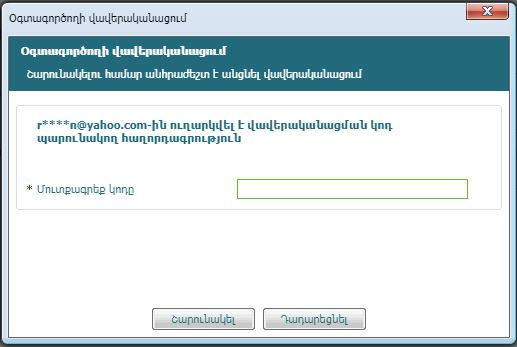 Օգտագործողի վավերականացում
Օգտագործողի վավերականացում
Շարունակելու համար անհրաժեշտ է անցնել վավերականացում
r****n@yahoo.com-ին ուղարկվել է վավերականացման կոդ
պարունակող հաղորդագրություն
* Մուտքագրեք կոդը
Շարունակել
Դադարեցնել